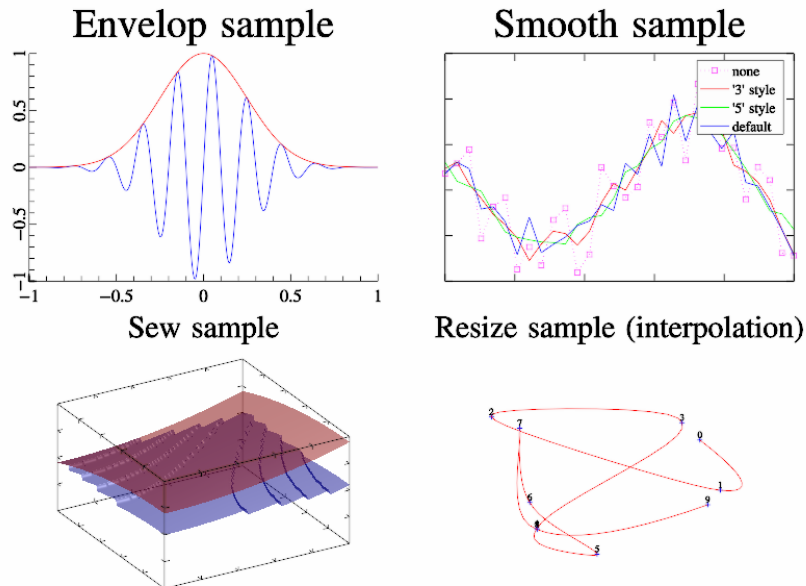 Envelop sample
1
0.5
0
−0.5
−1
−1
−0.5
0
0.5
1
Smooth sample
none
'3' style
'5' style
default
Sew sample
Resize sample (interpolation)
2
7
3
0
1
9
6
5